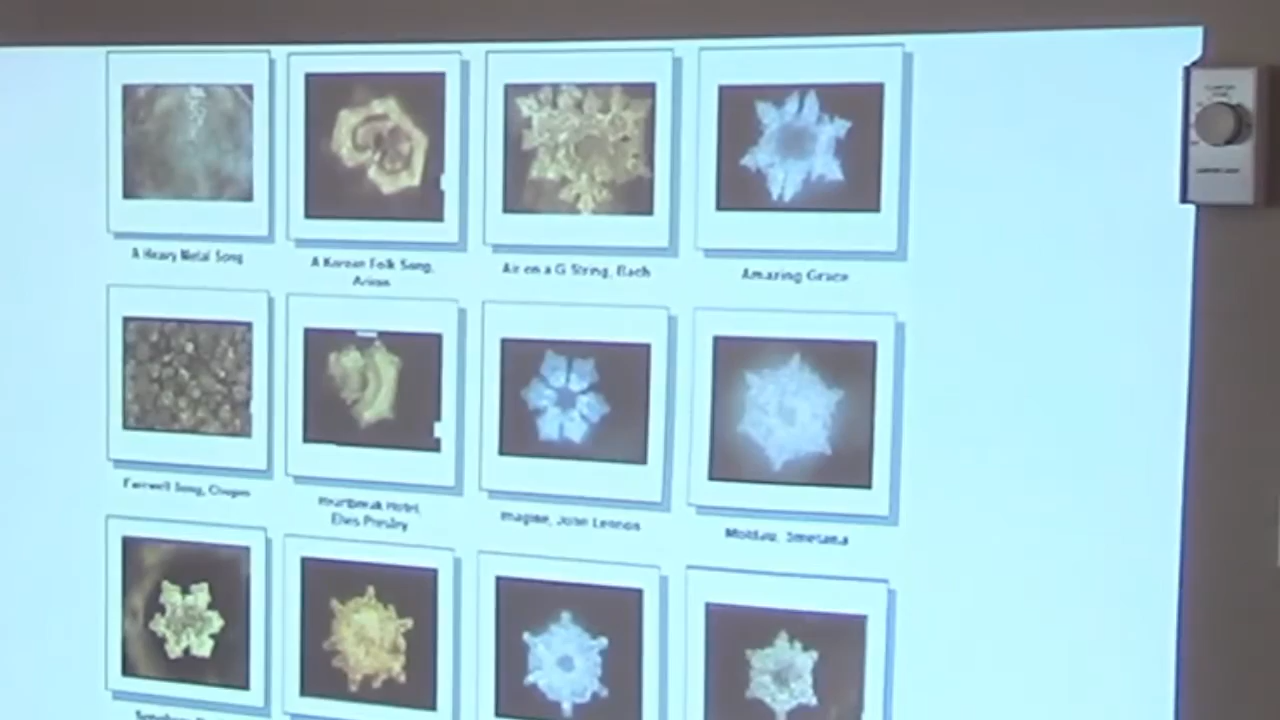 A Heavy Metal Song
A Korean Folk Song,
Air on a G String, Bach
Amazing Grace
Farewell Song, Chopin
Heartbreak Hotel,
Elvis Presley
Imagine, John Lennon
Moldau, Smetana